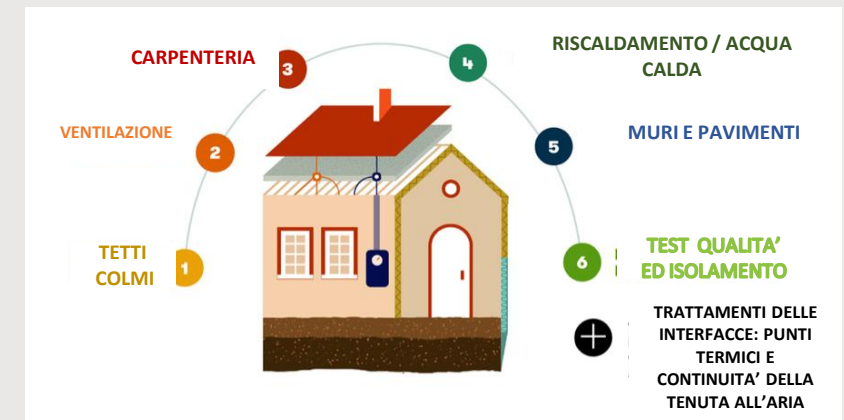 TETTI
COLMI
1
VENTILAZIONE
2
CARPENTERIA
3
4
RISCALDAMENTO / ACQUA
CALDA
5
MURI E PAVIMENTI
6
TEST QUALITA’
ED ISOLAMENTO
+
TRATTAMENTI DELLE
INTERFACCE: PUNTI
TERMICI E
CONTINUITA’ DELLA
TENUTA ALL’ARIA